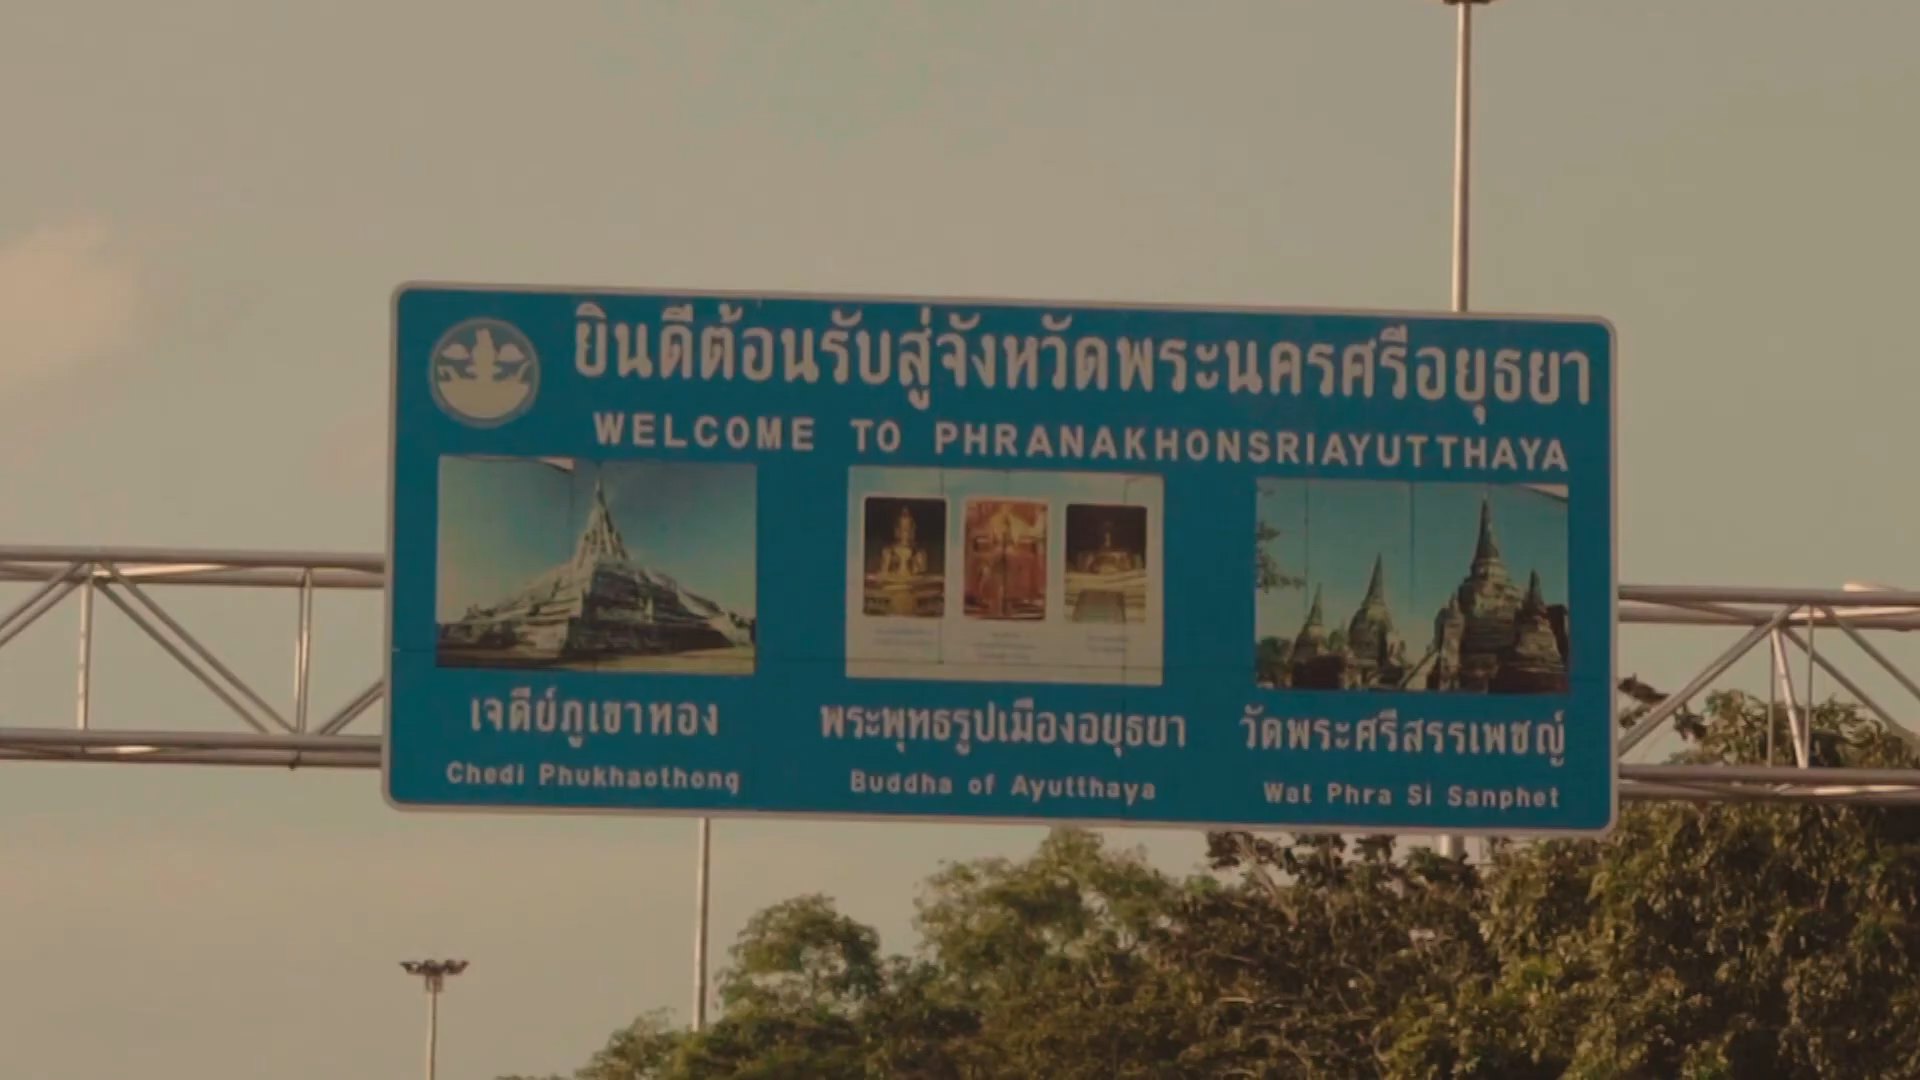 ยินดีต้อนรับสู่จังหวัดพระนครศรีอยุธยา
WELCOME TO PHRANAKHONSRIAYUTTHAYA
เจดีย์ภูเขาทอง
Chedi Phukhaothong
พระพุทธรูปเมืองอยุธยา
Buddha of Ayutthaya
วัดพระศรีสรรเพชญ์
Wat Phra Si Sanphet